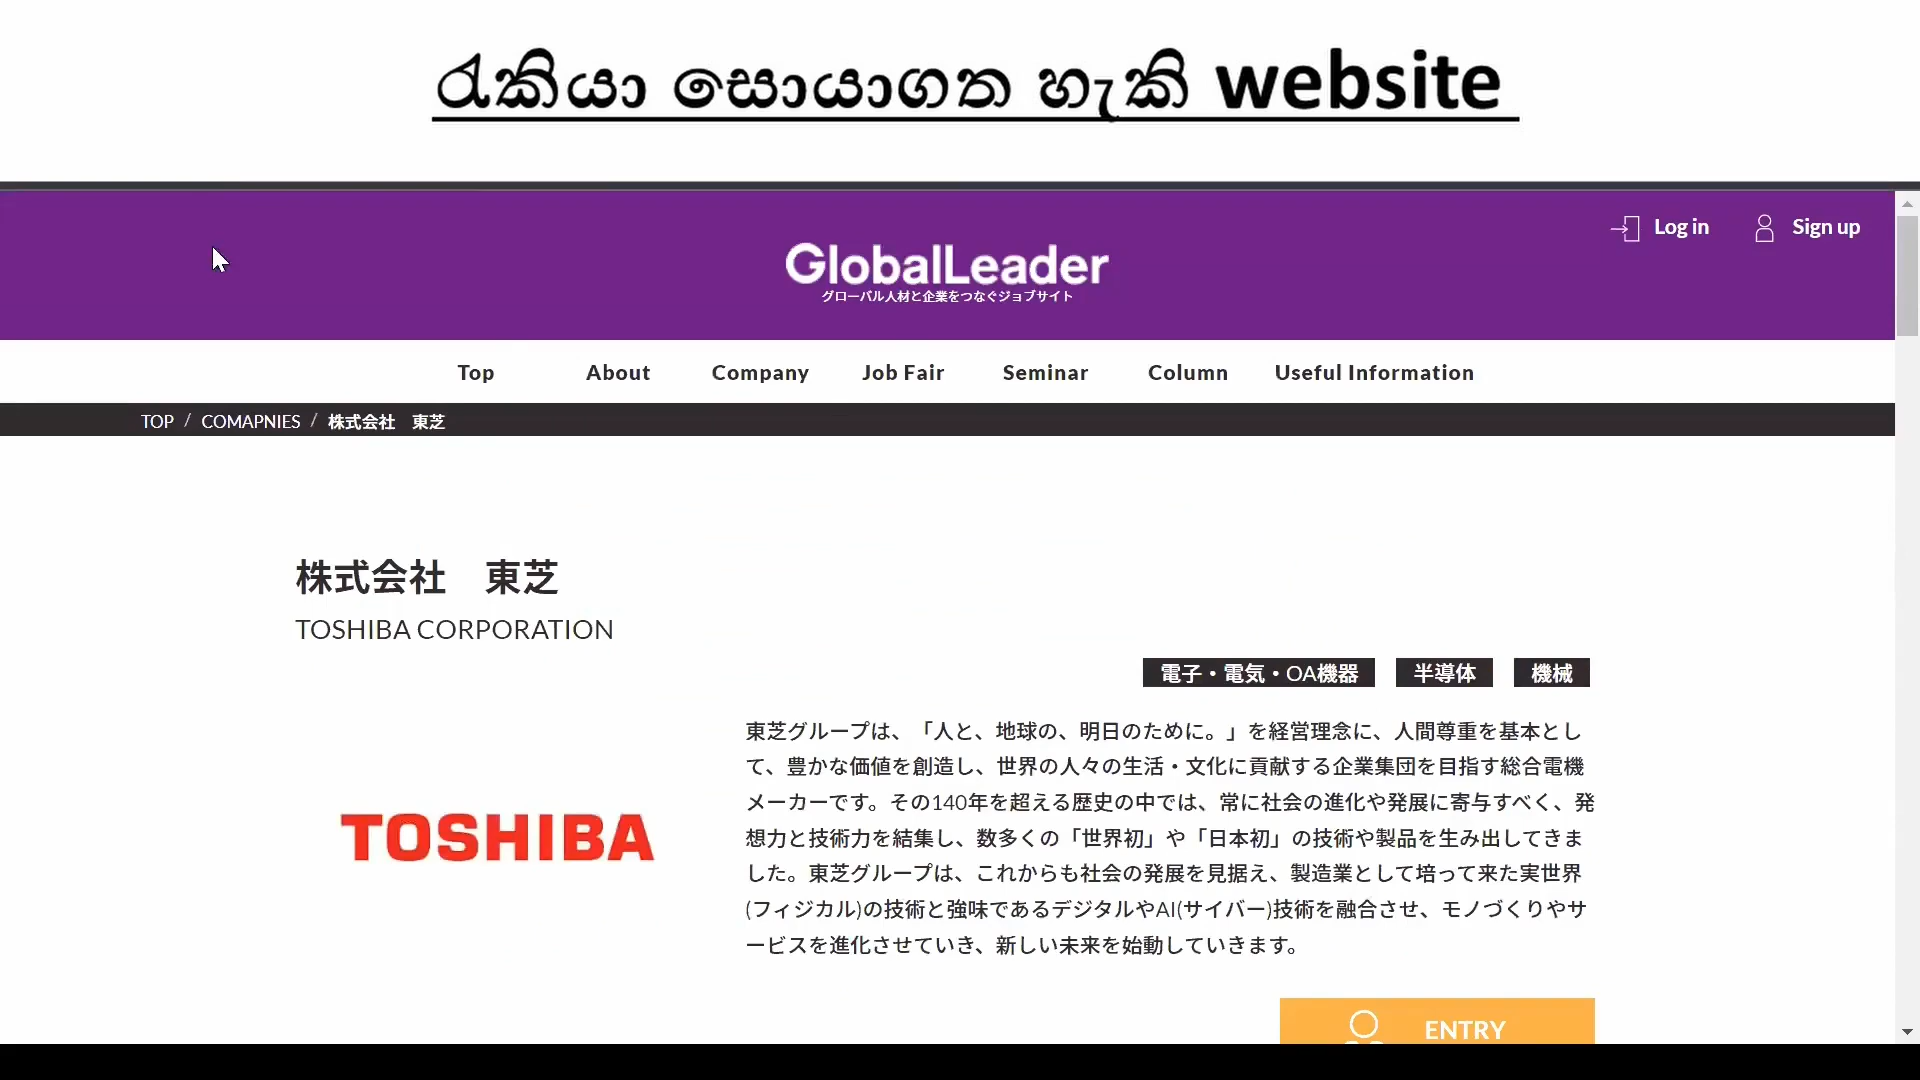 රැකියා සොයාගත හැකි website
Log in
Sign up
GlobalLeader
グローバル人材と企業をつなぐジョブサイト
Top About Company Job Fair Seminar Column Useful Information
TOP / COMAPNIES / 株式会社　東芝
株式会社　東芝
TOSHIBA CORPORATION
電子・電気・OA機器 半導体 機械
TOSHIBA
東芝グループは、「人と、地球の、明日のために。」を経営理念に、人間尊重を基本とし
て、豊かな価値を創造し、世界の人々の生活・文化に貢献する企業集団を目指す総合電機
メーカーです。その140年を超える歴史の中では、常に社会の進化や発展に寄与すべく、発
想力と技術力を結集し、数多くの「世界初」や「日本初」の技術や製品を生み出してきま
した。東芝グループは、これからも社会の発展を見据え、製造業として培って来た実世界
(フィジカル)の技術と強味であるデジタルやAI(サイバー)技術を融合させ、モノづくりやサ
ービスを進化させていき、新しい未来を始動していきます。
ENTRY